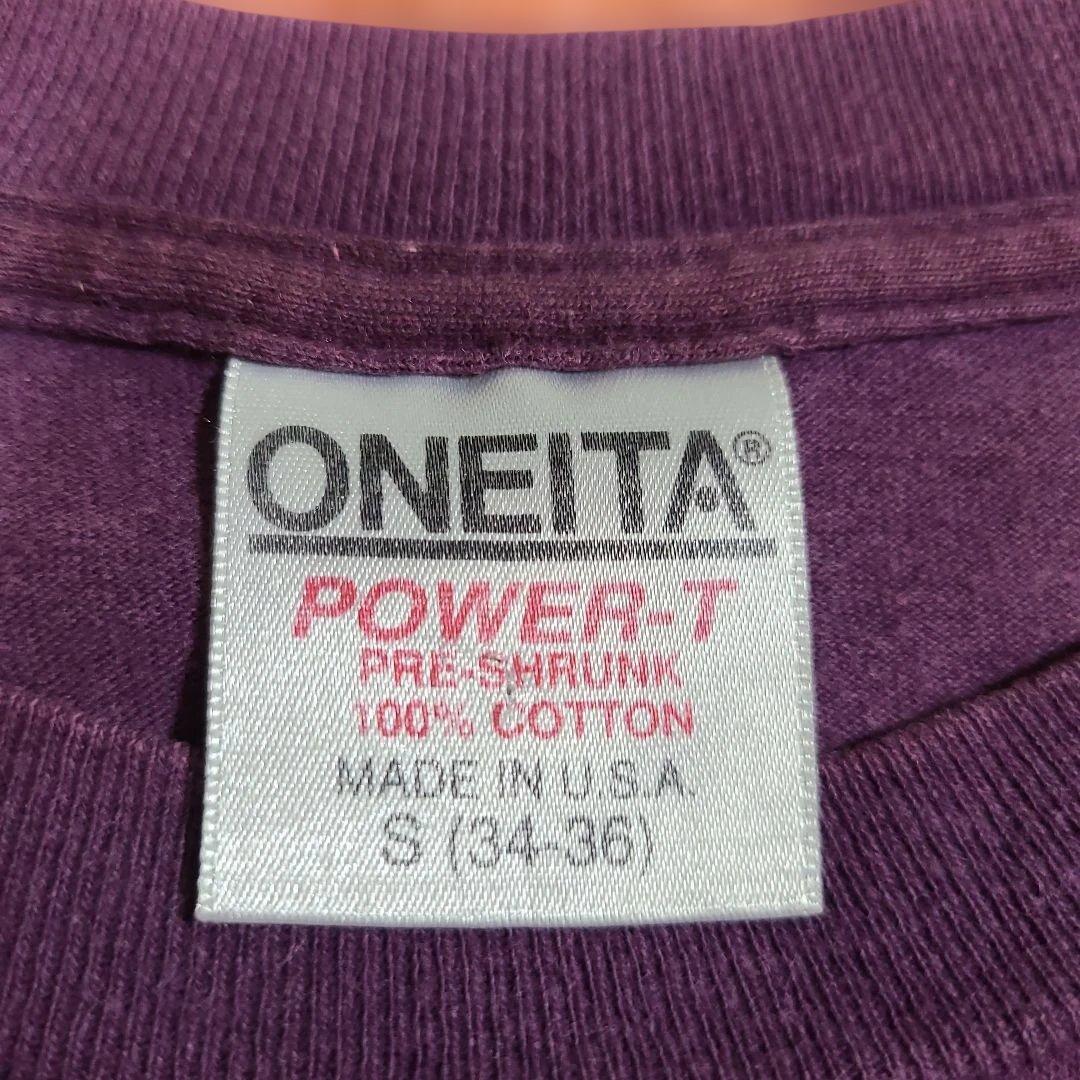 ONEITA®
POWER-T
PRE-SHRUNK
100% COTTON
MADE IN U.S.A.
S (34-36)